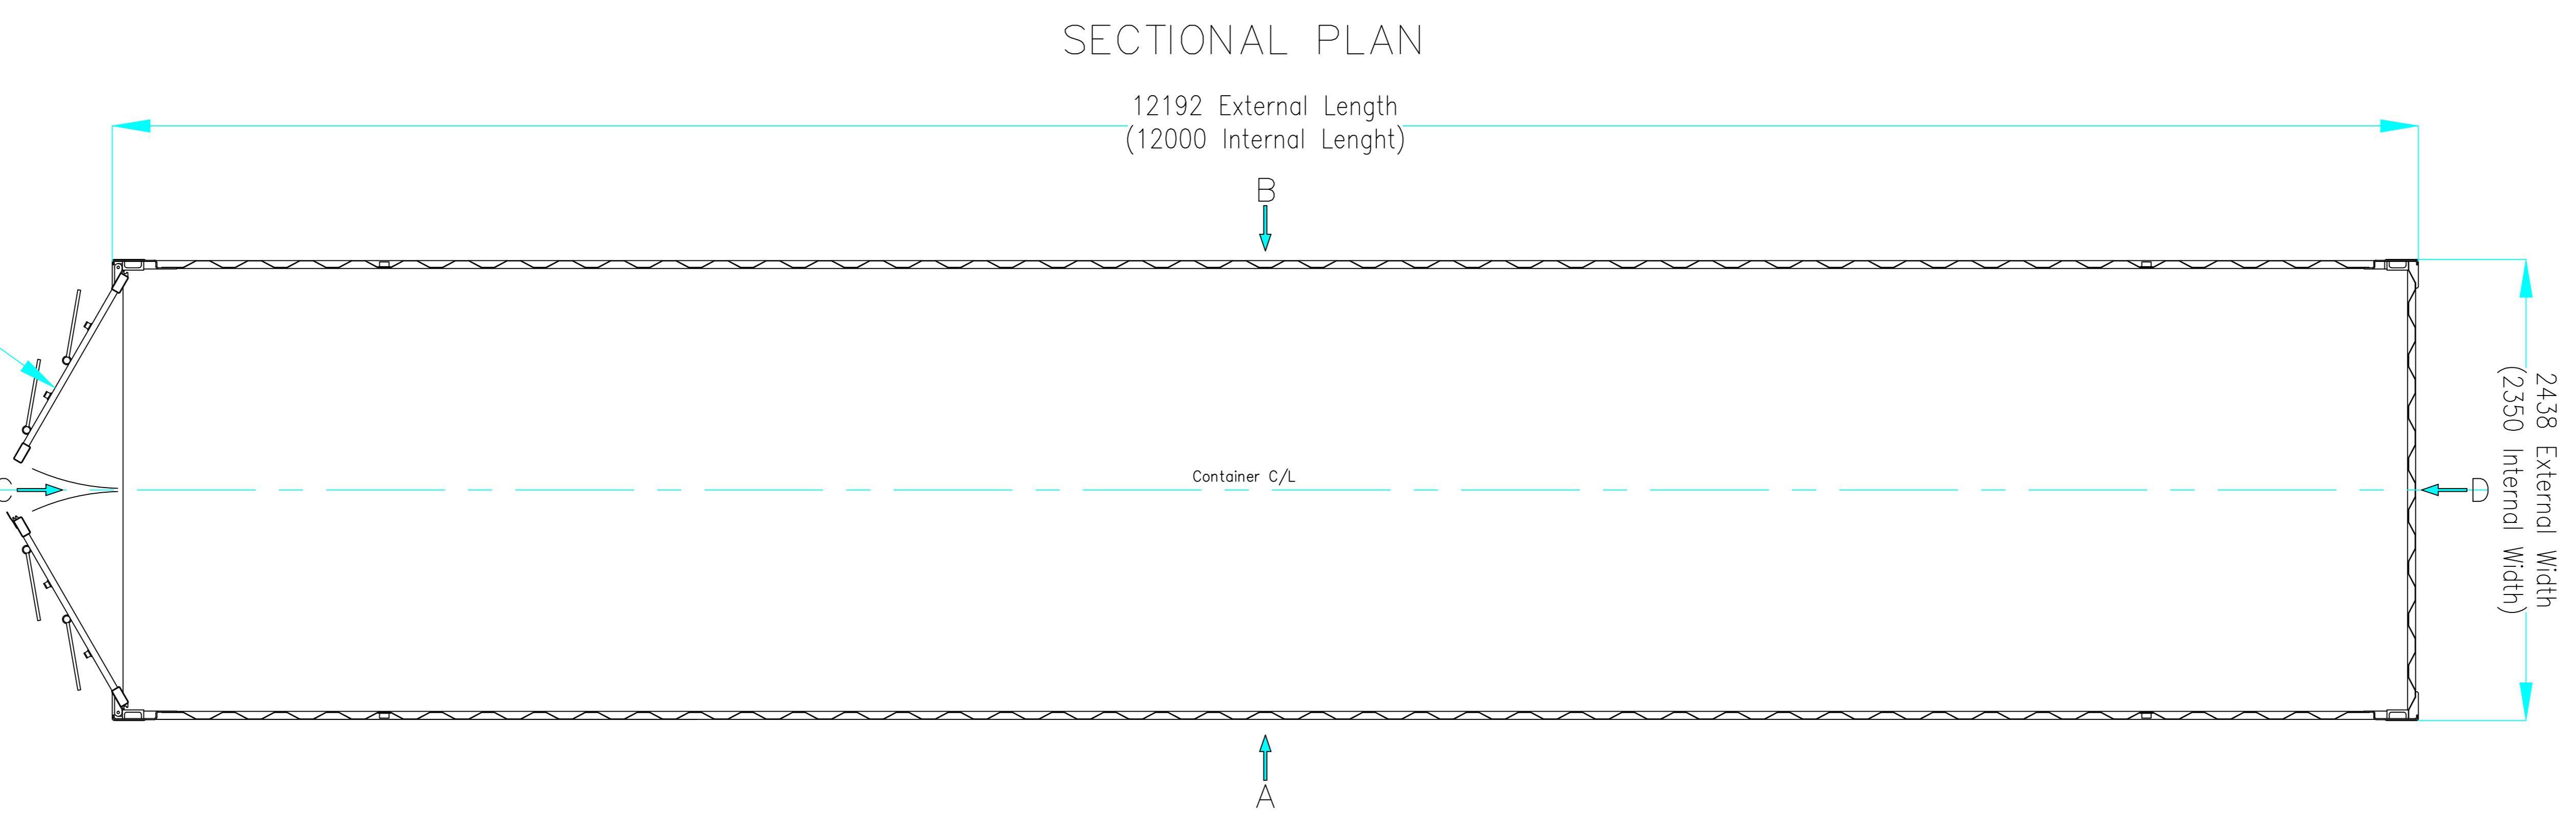 SECTIONAL PLAN
12192 External Length
(12000 Internal Lenght)
B
Container C/L
C
D
2438 External Width
(2350 Internal Width)
A